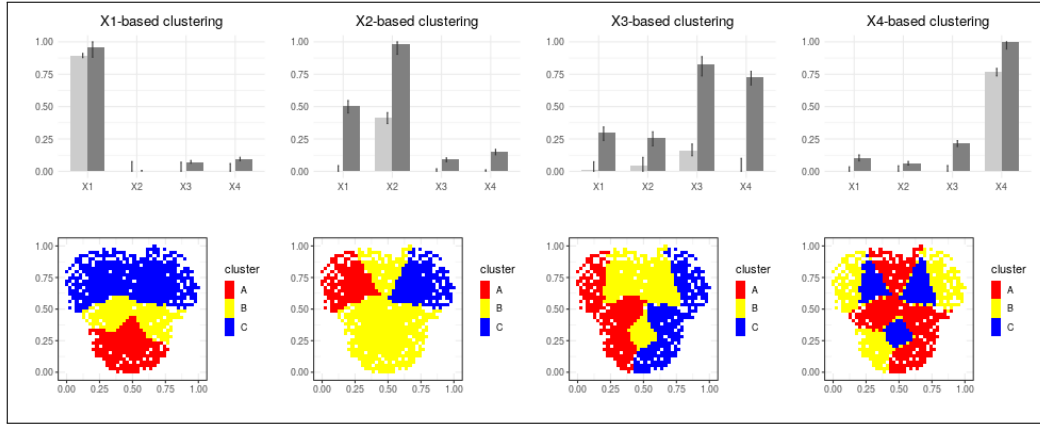 X1-based clustering X2-based clustering X3-based clustering X4-based clustering
1.00 1.00 1.00 1.00
0.75 0.75 0.75 0.75
0.50 0.50 0.50 0.50
0.25 0.25 0.25 0.25
0.00 0.00 0.00 0.00
X1 X2 X3 X4 X1 X2 X3 X4 X1 X2 X3 X4 X1 X2 X3 X4
1.00 1.00 1.00 1.00
cluster cluster cluster cluster
0.75 0.75 0.75 0.75
A A A A
0.50 B 0.50 B 0.50 B 0.50 B
C C C C
0.25 0.25 0.25 0.25
0.00 0.00 0.00 0.00
0.00 0.25 0.50 0.75 1.00 0.00 0.25 0.50 0.75 1.00 0.00 0.25 0.50 0.75 1.00 0.00 0.25 0.50 0.75 1.00